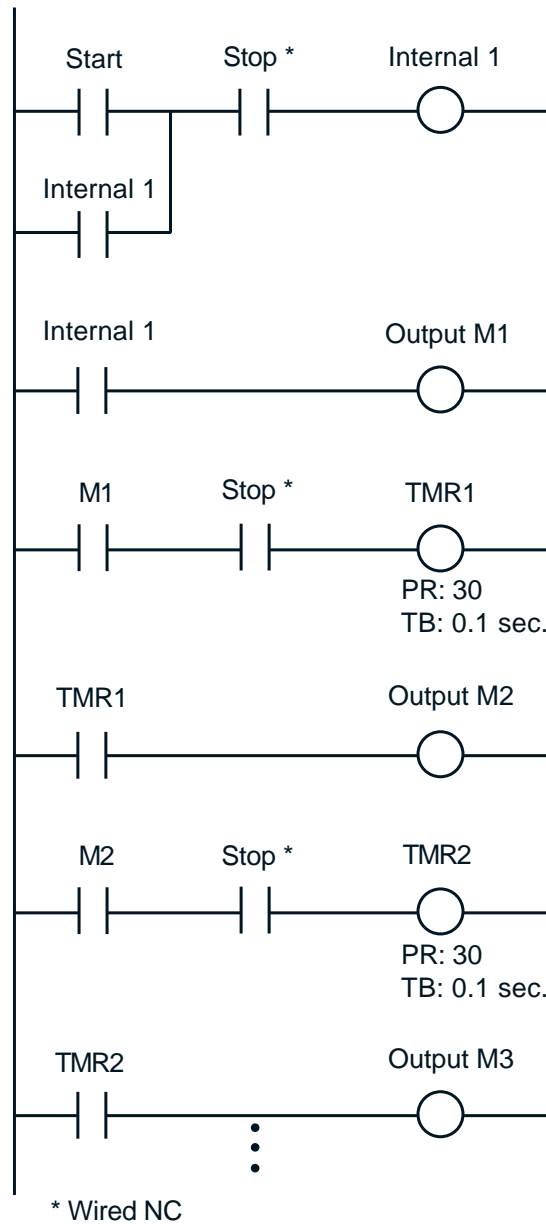 Start Stop * Internal 1
Internal 1
Internal 1 Output M1
M1 Stop * TMR1
PR: 30
TB: 0.1 sec.
TMR1 Output M2
M2 Stop * TMR2
PR: 30
TB: 0.1 sec.
TMR2 Output M3
* Wired NC